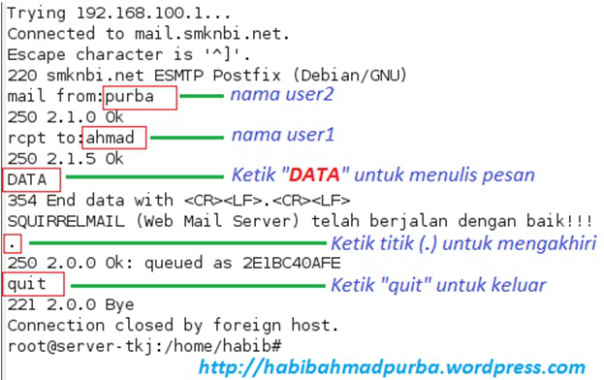 Trying 192.168.100.1...
Connected to mail.smknbi.net.
Escape character is '^]'.
220 smknbi.net ESMTP Postfix (Debian/GNU)
mail from:purba nama user2
250 2.1.0 Ok
rcpt to:ahmad nama user1
250 2.1.5 Ok
DATA Ketik "DATA" untuk menulis pesan
354 End data with <CR><LF>.<CR><LF>
SQUIRRELMAIL (Web Mail Server) telah berjalan dengan baik!!!
. Ketik titik (.) untuk mengakhiri
250 2.0.0 Ok: queued as 2E1BC40AFE
quit Ketik "quit" untuk keluar
221 2.0.0 Bye
Connection closed by foreign host.
root@server-tkj:/home/habib#
http://habibahmadpurba.wordpress.com